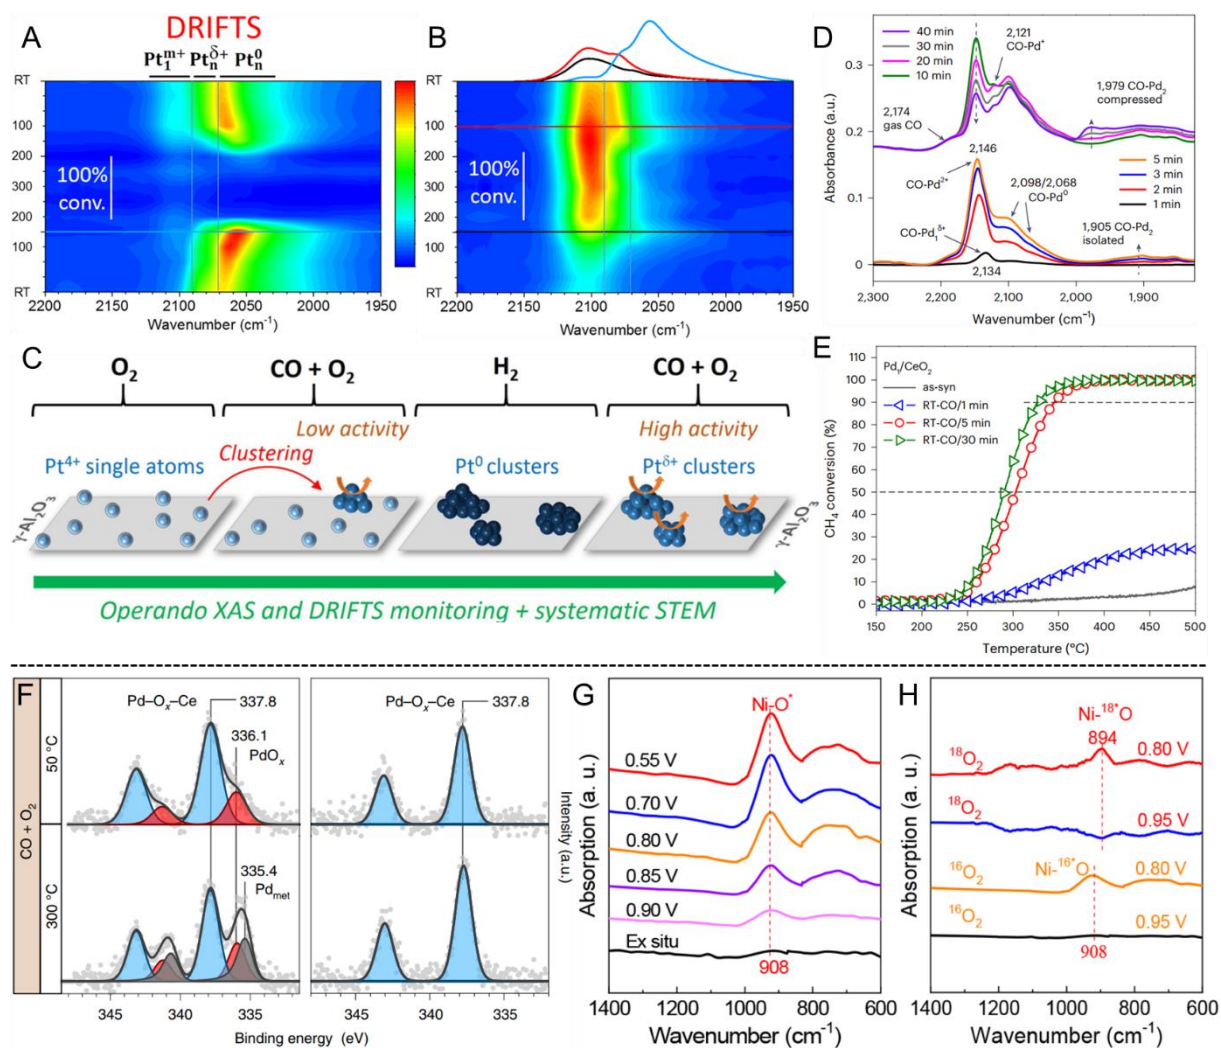 A
DRIFTS
Pt₁ᵐ⁺ Ptₙᵟ⁺ Ptₙ⁰
RT
100
200
300
200
100
RT
100%
conv.
2200 2150 2100 2050 2000 1950
Wavenumber (cm⁻¹)
B
RT
100
200
300
200
100
RT
100%
conv.
2200 2150 2100 2050 2000 1950
Wavenumber (cm⁻¹)
D
Absorbance (a.u.)
0.3
0.2
0.1
0
40 min
30 min
20 min
10 min
2,121
CO-Pd*
1,979 CO-Pd₂
compressed
2,174
gas CO
2,146
CO-Pd²⁺
2,098/2,068
CO-Pd⁰
5 min
3 min
2 min
1 min
CO-Pd₁ᵟ⁺
1,905 CO-Pd₂
isolated
2,134
2,300 2,200 2,100 2,000 1,900
Wavenumber (cm⁻¹)
C
O₂
CO + O₂
H₂
CO + O₂
Low activity
High activity
Pt⁴⁺ single atoms
Clustering
Pt⁰ clusters
Ptᵟ⁺ clusters
γ-Al₂O₃
γ-Al₂O₃
Operando XAS and DRIFTS monitoring + systematic STEM
E
CH₄ conversion (%)
110
100
90
80
70
60
50
40
30
20
10
0
Pd₁/CeO₂
as-syn
RT-CO/1 min
RT-CO/5 min
RT-CO/30 min
150 200 250 300 350 400 450 500
Temperature (°C)
F
CO + O₂
50 °C
300 °C
Pd–Oₓ–Ce
337.8
336.1
PdOₓ
335.4
Pdₘₑₜ
Pd–Oₓ–Ce
337.8
Intensity (a.u.)
345 340 335
345 340 335
Binding energy (eV)
G
Absorption (a. u.)
Ni-O*
0.55 V
0.70 V
0.80 V
0.85 V
0.90 V
Ex situ
908
1400 1200 1000 800 600
Wavenumber (cm⁻¹)
H
Absorption (a. u.)
Ni-¹⁸*O
894
¹⁸O₂ 0.80 V
¹⁸O₂ 0.95 V
¹⁶O₂ Ni-¹⁶*O 0.80 V
¹⁶O₂ 0.95 V
908
1400 1200 1000 800 600
Wavenumber (cm⁻¹)